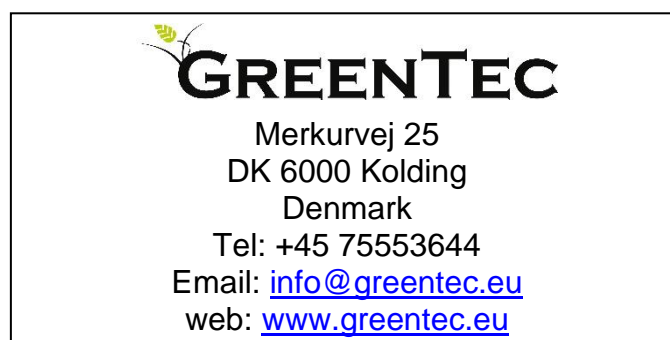 GREENTEC
Merkurvej 25
DK 6000 Kolding
Denmark
Tel: +45 75553644
Email: info@greentec.eu
web: www.greentec.eu